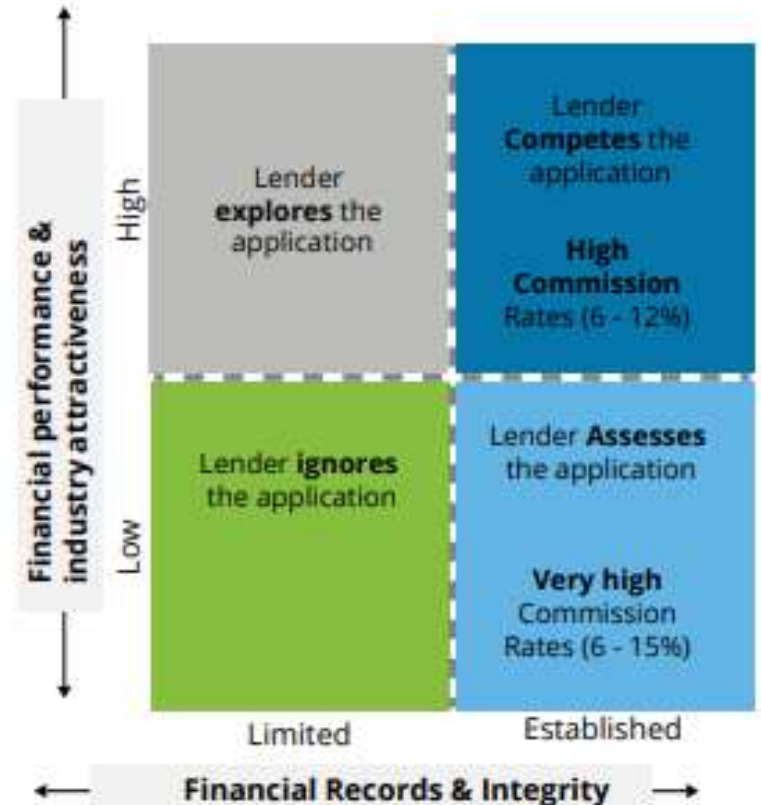 Financial performance &
industry attractiveness
High
Low
Lender
explores the
application
Lender
Competes the
application
High
Commission
Rates (6 - 12%)
Lender ignores
the application
Lender Assesses
the application
Very high
Commission
Rates (6 - 15%)
Limited
Established
Financial Records & Integrity